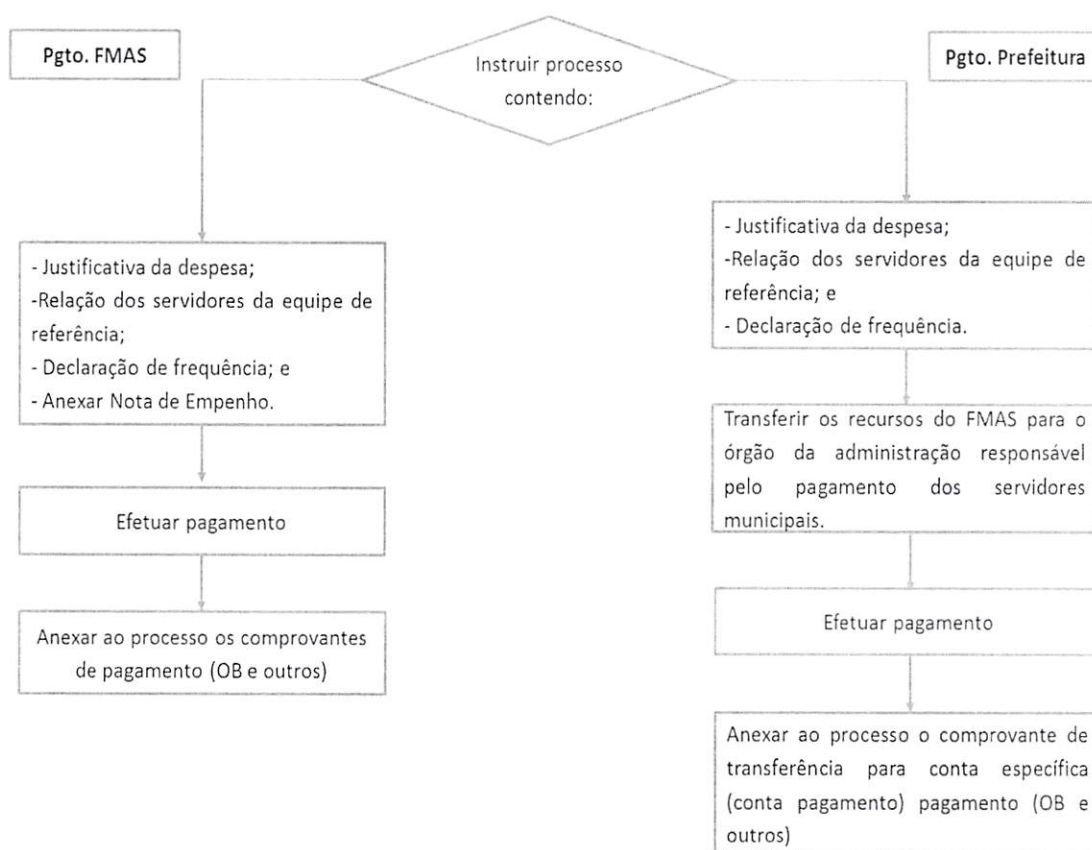 Pgto. FMAS
Instruir processo
contendo:
Pgto. Prefeitura
- Justificativa da despesa;
-Relação dos servidores da equipe de
referência;
- Declaração de frequência; e
- Anexar Nota de Empenho.
Efetuar pagamento
Anexar ao processo os comprovantes
de pagamento (OB e outros)
- Justificativa da despesa;
-Relação dos servidores da equipe de
referência; e
- Declaração de frequência.
Transferir os recursos do FMAS para o
órgão da administração responsável
pelo pagamento dos servidores
municipais.
Efetuar pagamento
Anexar ao processo o comprovante de
transferência para conta específica
(conta pagamento) pagamento (OB e
outros)